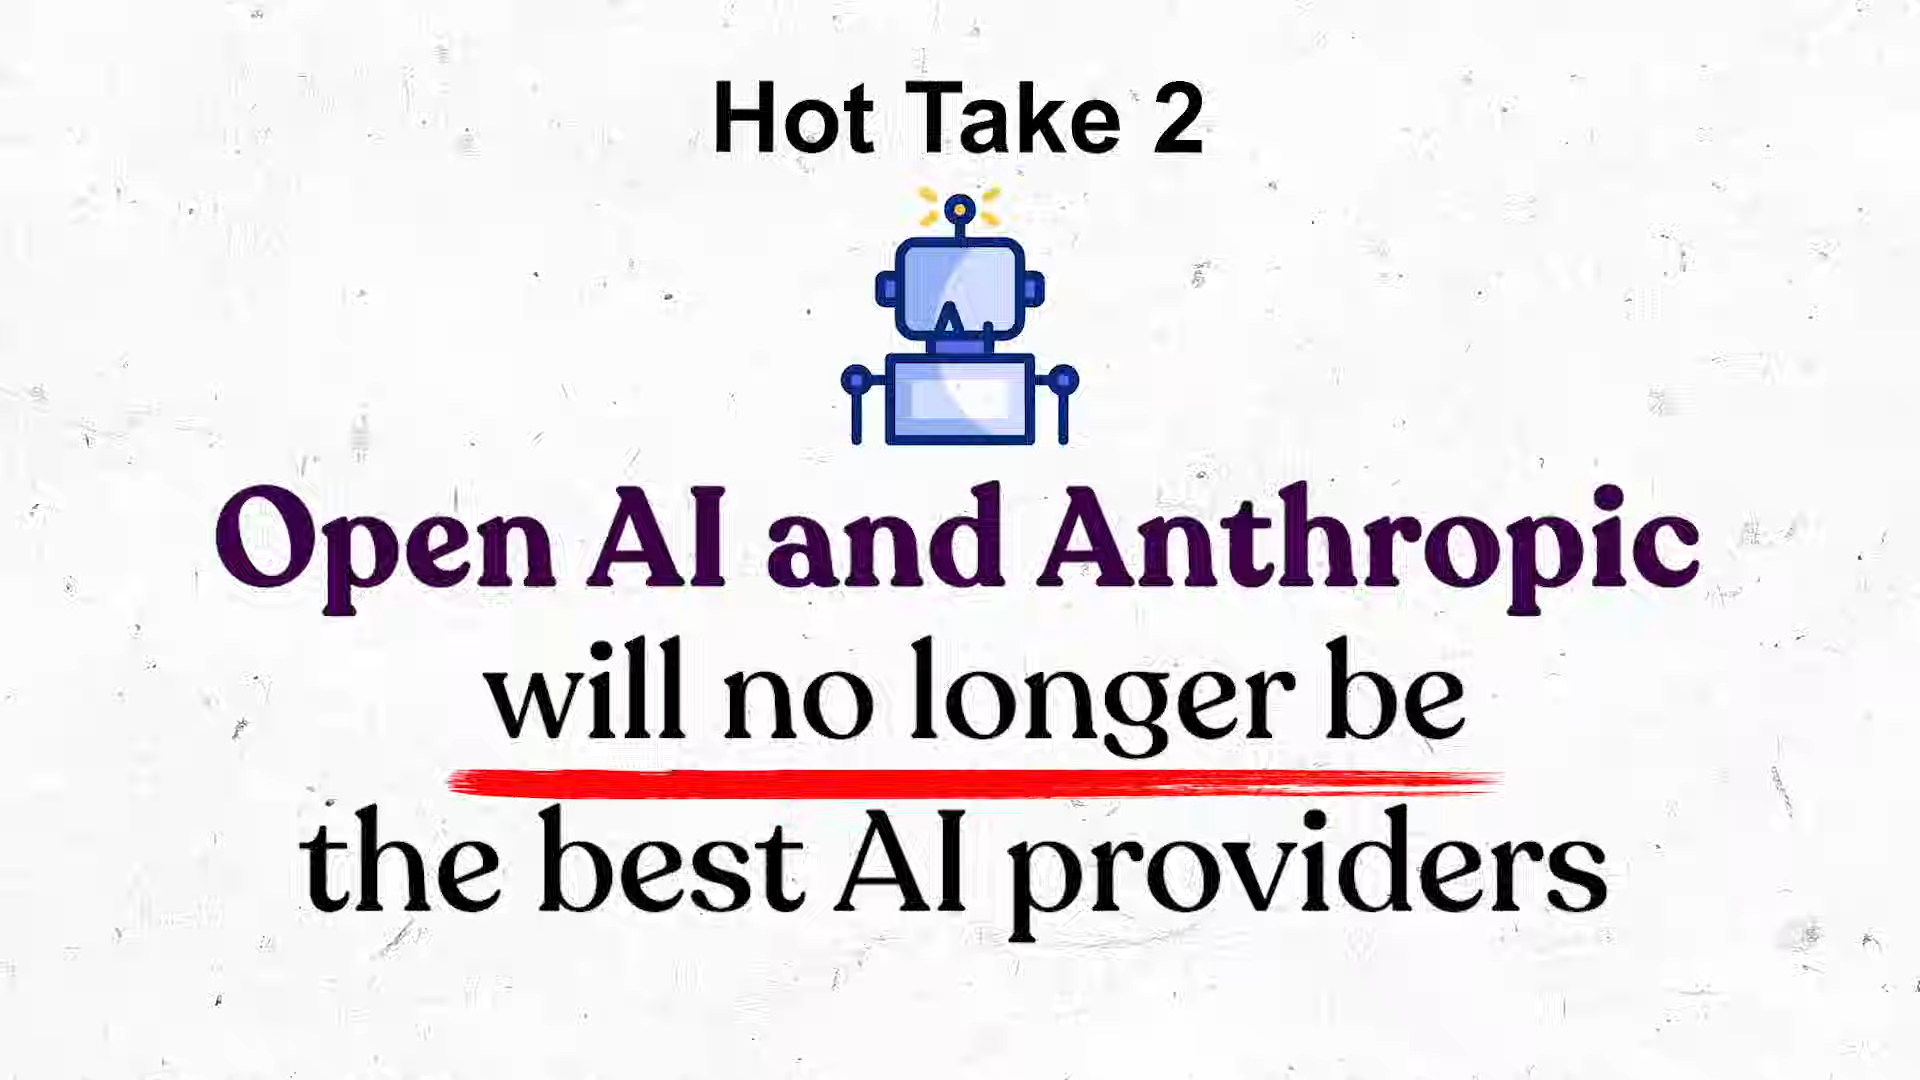 Hot Take 2
Open AI and Anthropic
will no longer be
the best AI providers